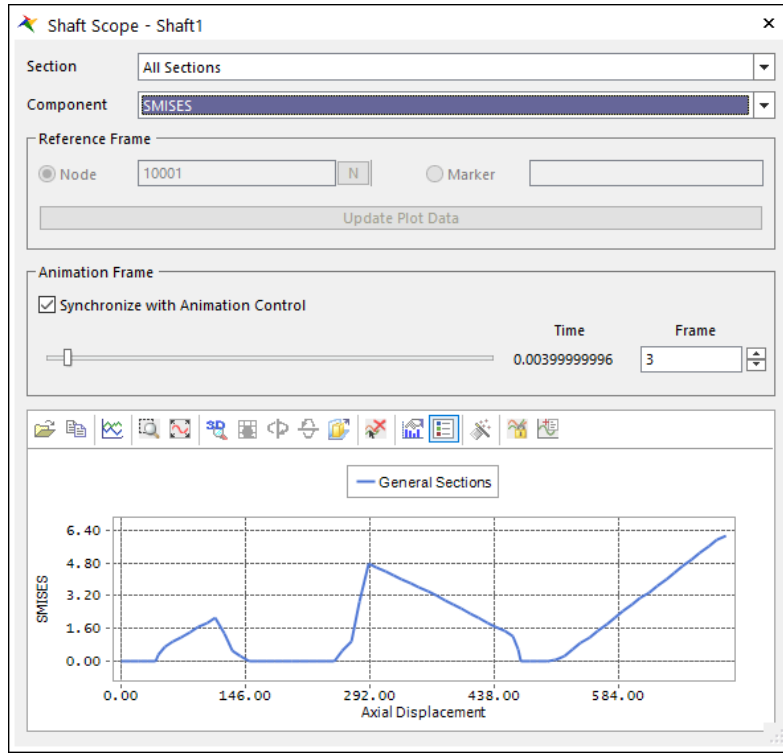 Shaft Scope - Shaft1
Section All Sections
Component SMISES
Reference Frame
Node 10001 N Marker
Update Plot Data
Animation Frame
Synchronize with Animation Control
Time Frame
0.00399999996 3
3D
General Sections
6.40
4.80
3.20
1.60
0.00
SMISES
0.00 146.00 292.00 438.00 584.00
Axial Displacement